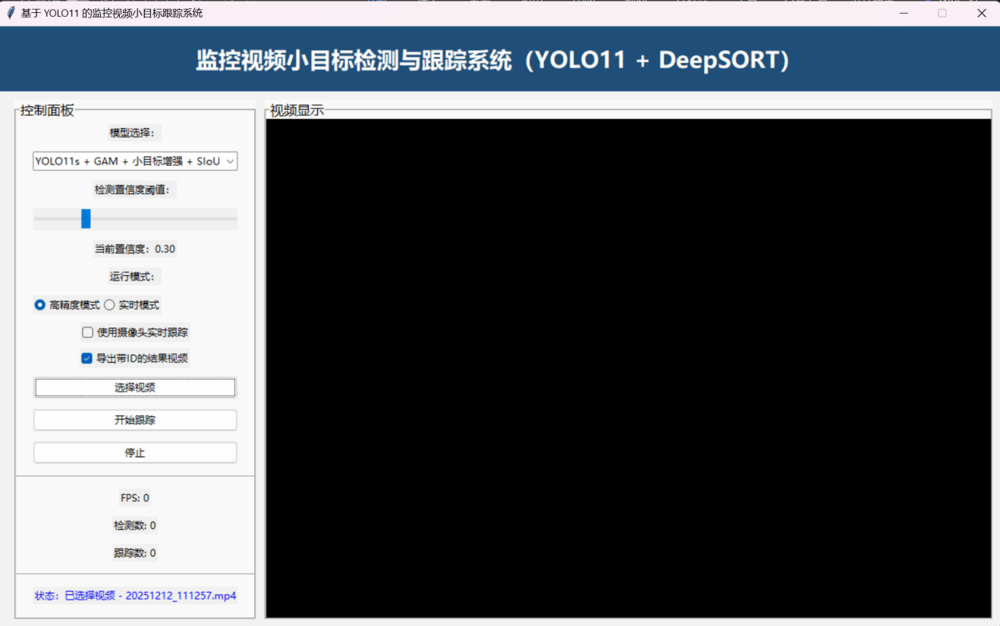 基于 YOLO11 的监控视频小目标跟踪系统
监控视频小目标检测与跟踪系统（YOLO11 + DeepSORT）
控制面板
模型选择：
YOLO11s + GAM + 小目标增强 + SIoU
检测置信度阈值：
当前置信度：0.30
运行模式：
高精度模式 实时模式
使用摄像头实时跟踪
导出带ID的结果视频
选择视频
开始跟踪
停止
FPS: 0
检测数: 0
跟踪数: 0
状态：已选择视频 - 20251212_111257.mp4
视频显示